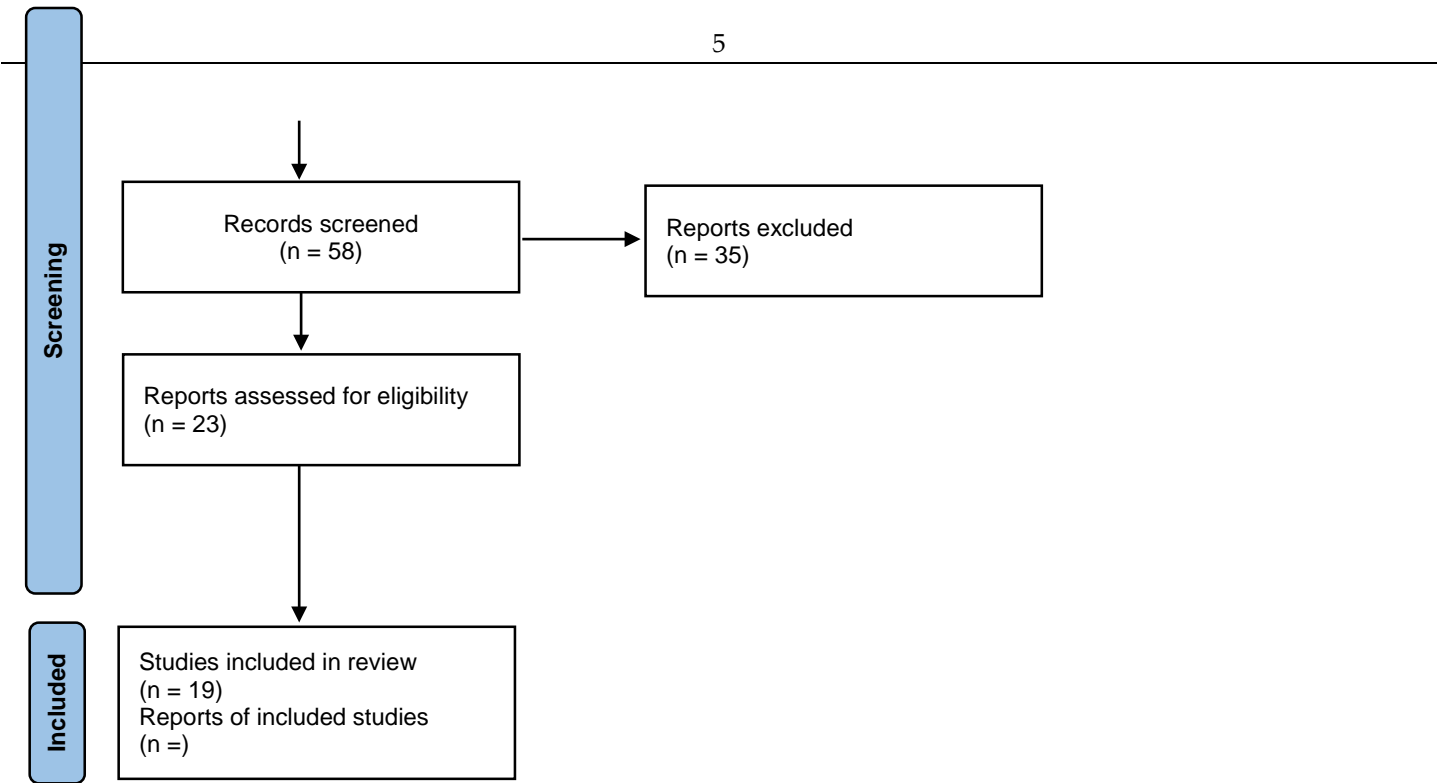 5
Screening
Records screened
(n = 58)
Reports excluded
(n = 35)
Reports assessed for eligibility
(n = 23)
Included
Studies included in review
(n = 19)
Reports of included studies
(n =)